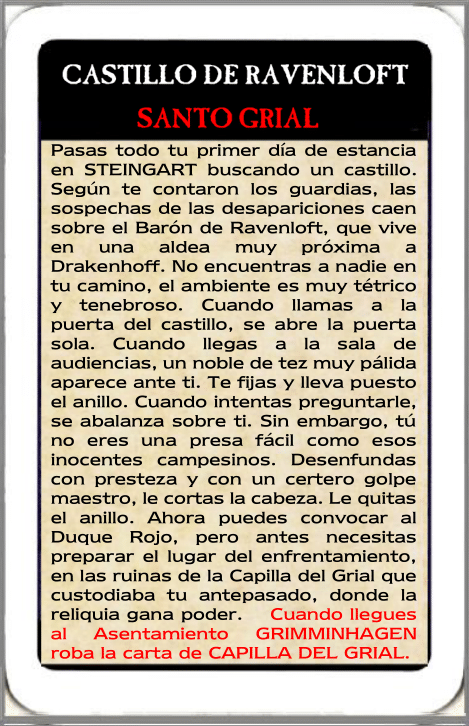 CASTILLO DE RAVENLOFT
SANTO GRIAL
Pasas todo tu primer día de estancia
en STEINGART buscando un castillo.
Según te contaron los guardias, las
sospechas de las desapariciones caen
sobre el Barón de Ravenloft, que vive
en una aldea muy próxima a
Drakenhoff. No encuentras a nadie en
tu camino, el ambiente es muy tétrico
y tenebroso. Cuando llamas a la
puerta del castillo, se abre la puerta
sola. Cuando llegas a la sala de
audiencias, un noble de tez muy pálida
aparece ante ti. Te fijas y lleva puesto
el anillo. Cuando intentas preguntarle,
se abalanza sobre ti. Sin embargo, tú
no eres una presa fácil como esos
inocentes campesinos. Desenfundas
con presteza y con un certero golpe
maestro, le cortas la cabeza. Le quitas
el anillo. Ahora puedes convocar al
Duque Rojo, pero antes necesitas
preparar el lugar del enfrentamiento,
en las ruinas de la Capilla del Grial que
custodiaba tu antepasado, donde la
reliquia gana poder. Cuando llegues
al Asentamiento GRIMMINHAGEN
roba la carta de CAPILLA DEL GRIAL.